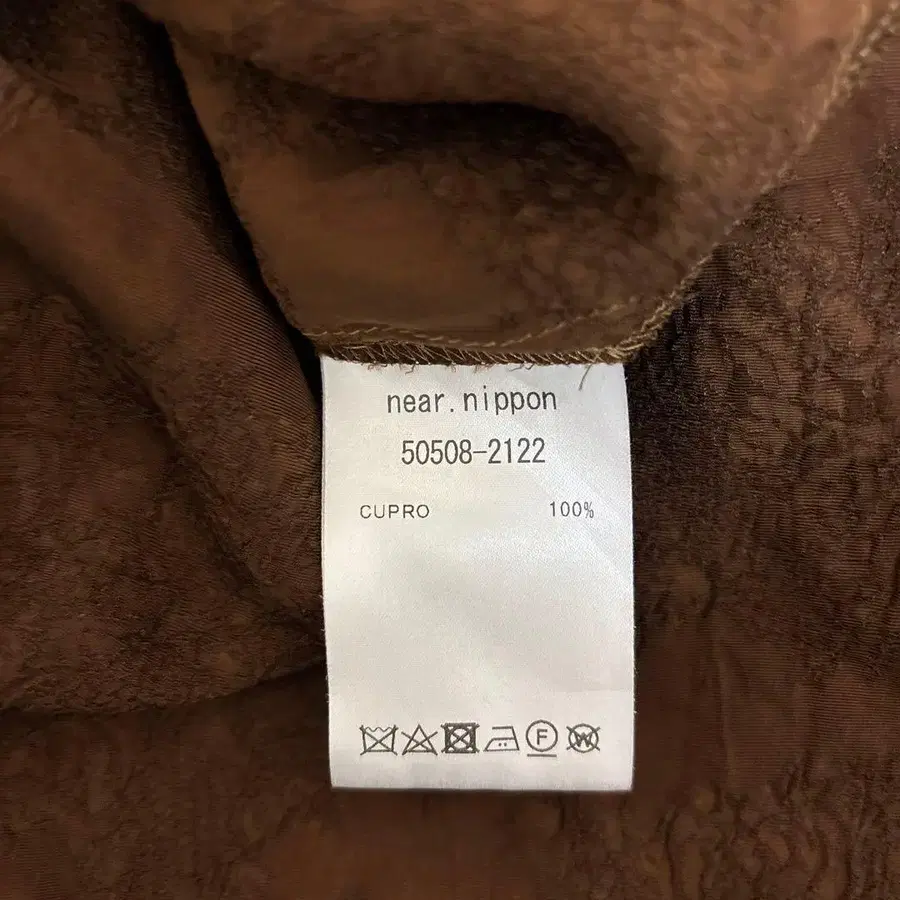 near.nippon
50508-2122
CUPRO 100%
F W